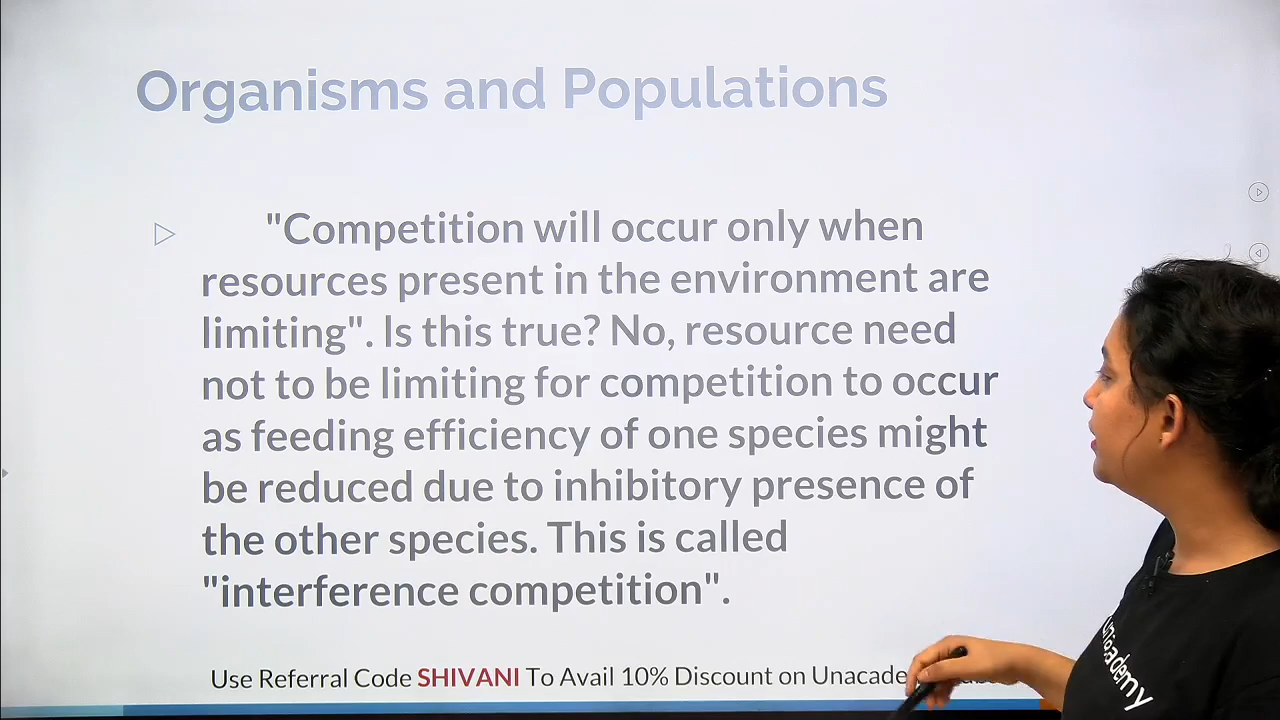 Organisms and Populations
"Competition will occur only when
resources present in the environment are
limiting". Is this true? No, resource need
not to be limiting for competition to occur
as feeding efficiency of one species might
be reduced due to inhibitory presence of
the other species. This is called
"interference competition".
Use Referral Code SHIVANI To Avail 10% Discount on
unacademy